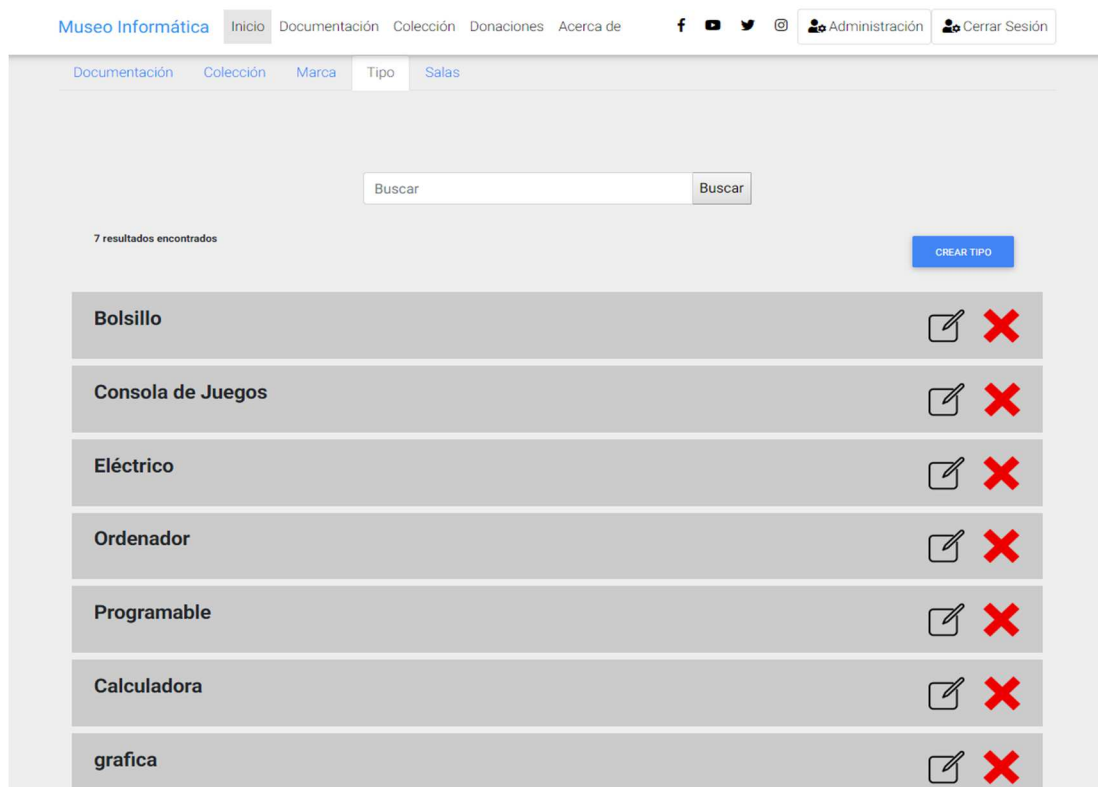 Museo Informática Inicio Documentación Colección Donaciones Acerca de Administración Cerrar Sesión
Documentación Colección Marca Tipo Salas
Buscar Buscar
7 resultados encontrados
CREAR TIPO
Bolsillo
Consola de Juegos
Eléctrico
Ordenador
Programable
Calculadora
grafica